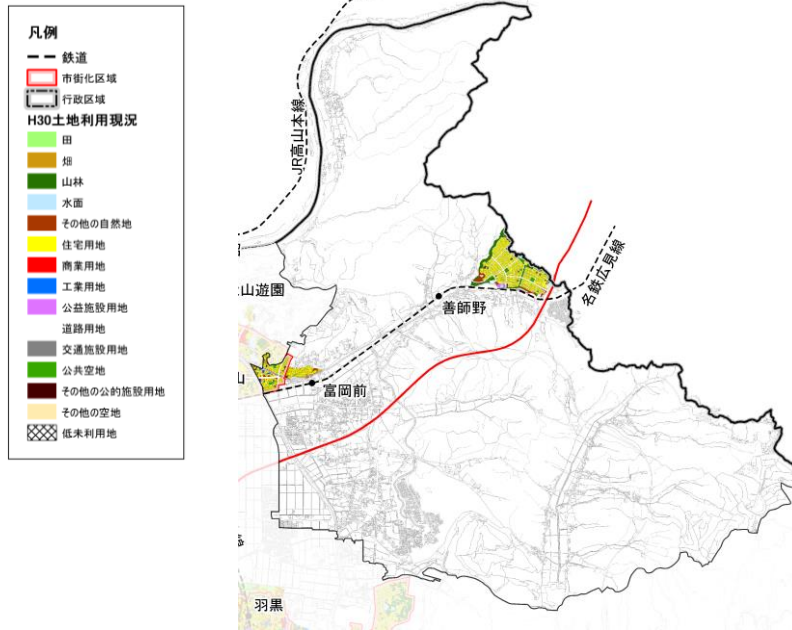 凡例
鉄道
市街化区域
行政区域
H30土地利用現況
田
畑
山林
水面
その他の自然地
住宅用地
商業用地
工業用地
公益施設用地
道路用地
交通施設用地
公共空地
その他の公的施設用地
その他の空地
低未利用地
JR高山本線
名鉄広見線
山遊園
善師野
山
富岡前
羽黒